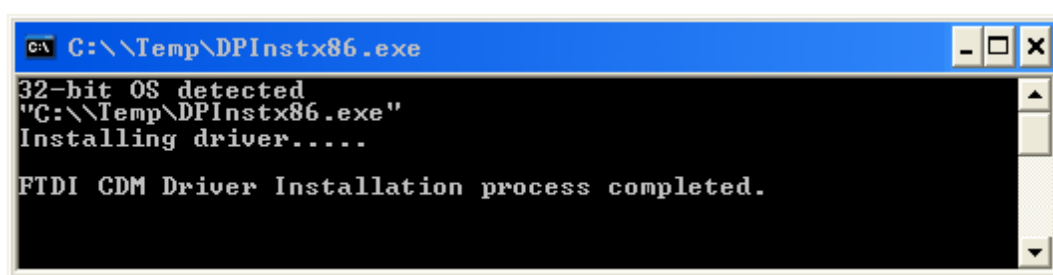 C:\\Temp\DPInstx86.exe
32-bit OS detected
"C:\\Temp\DPInstx86.exe"
Installing driver.....
FTDI CDM Driver Installation process completed.